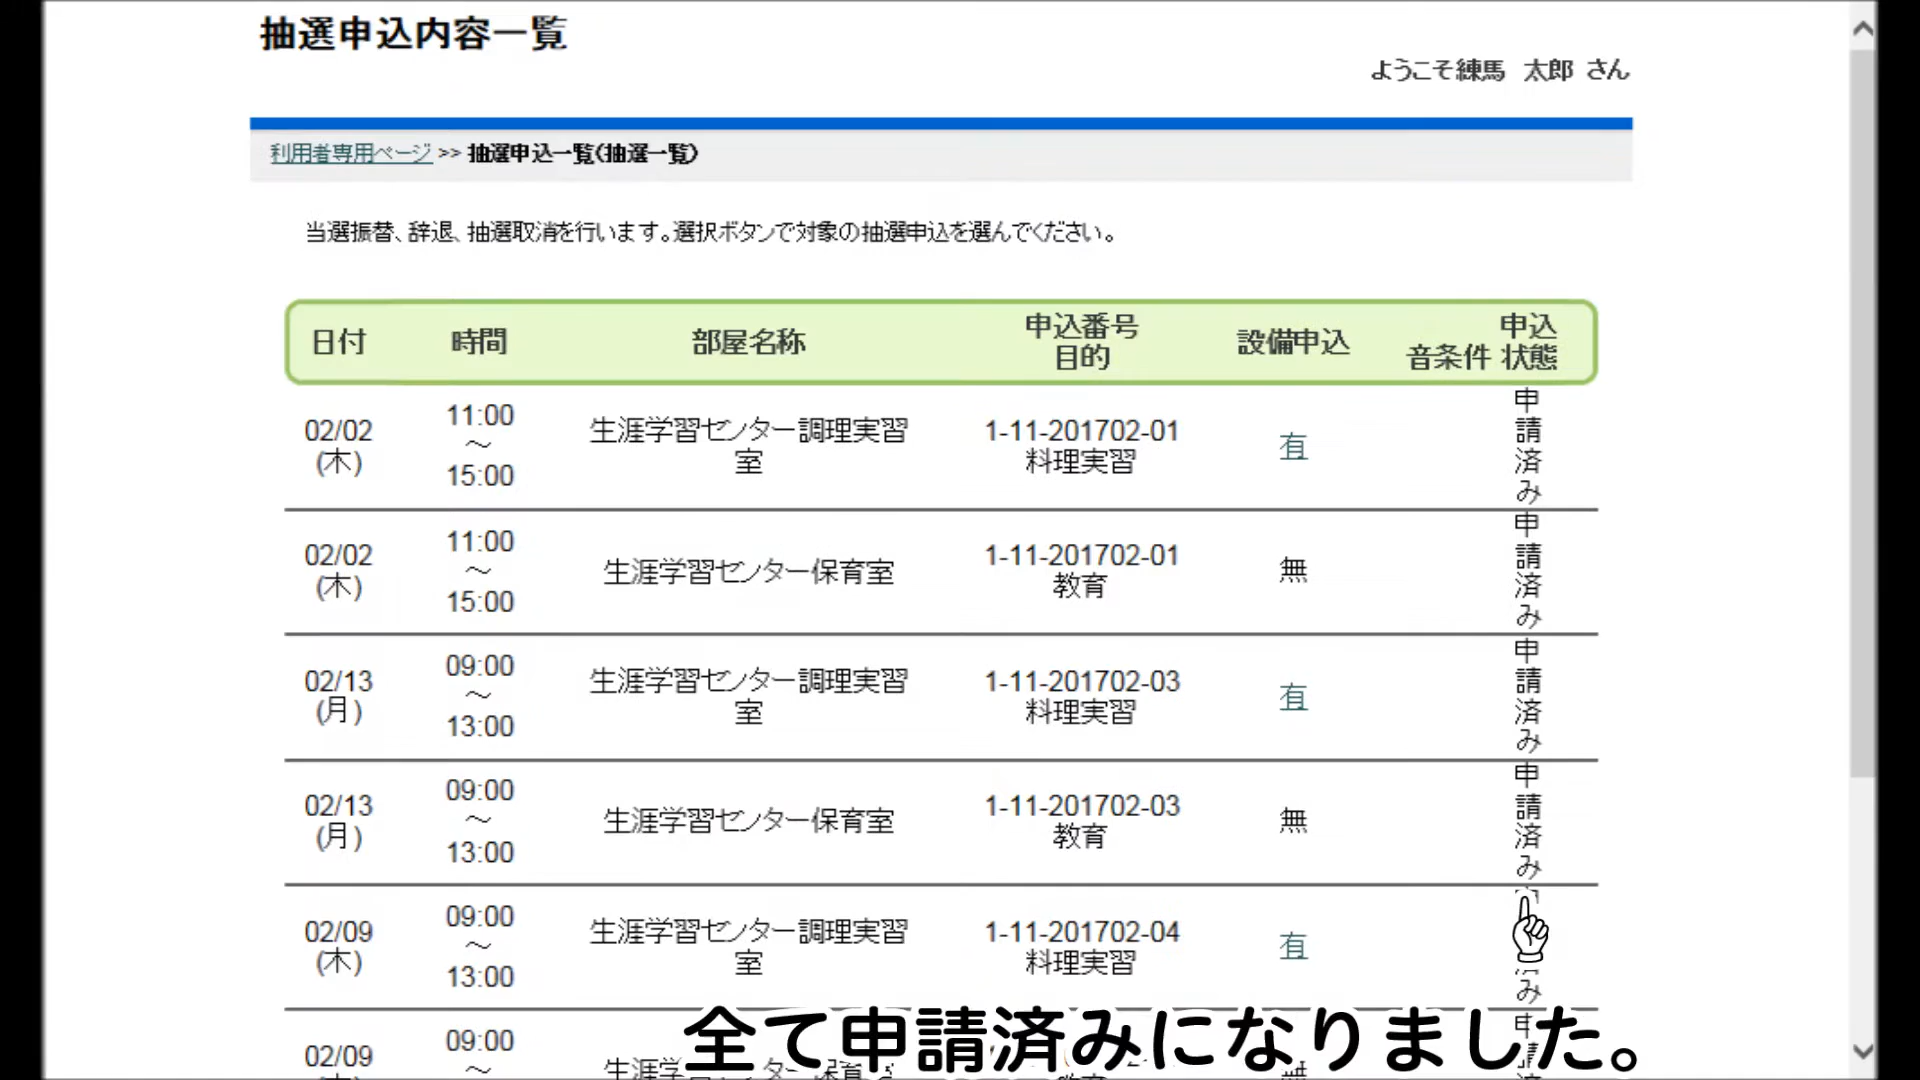 抽選申込内容一覧
ようこそ練馬　太郎 さん
利用者専用ページ >> 抽選申込一覧(抽選一覧)
当選振替、辞退、抽選取消を行います。選択ボタンで対象の抽選申込を選んでください。
日付 時間 部屋名称 申込番号 目的 設備申込 音条件 申込状態
02/02 (木) 11:00 ～ 15:00 生涯学習センター調理実習室 1-11-201702-01 料理実習 有 申請済み
02/02 (木) 11:00 ～ 15:00 生涯学習センター保育室 1-11-201702-01 教育 無 申請済み
02/13 (月) 09:00 ～ 13:00 生涯学習センター調理実習室 1-11-201702-03 料理実習 有 申請済み
02/13 (月) 09:00 ～ 13:00 生涯学習センター保育室 1-11-201702-03 教育 無 申請済み
02/09 (木) 09:00 ～ 13:00 生涯学習センター調理実習室 1-11-201702-04 料理実習 有 み
02/09 09:00 ～
全て申請済みになりました。